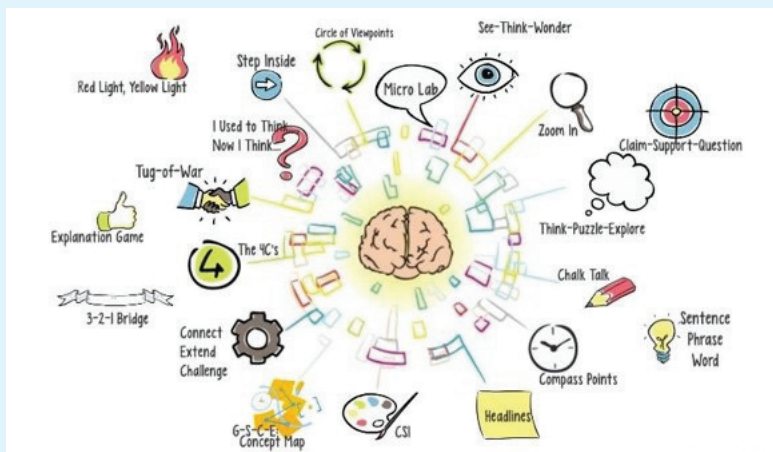 Circle of Viewpoints
See-Think-Wonder
Step Inside
Micro Lab
Red Light, Yellow Light
Zoom In
I Used to Think,
Now I Think...
Claim-Support-Question
Tug-of-War
Think-Puzzle-Explore
Explanation Game
4
The 4C's
Chalk Talk
3-2-1 Bridge
Connect
Extend
Challenge
Sentence
Phrase
Word
Compass Points
G-S-C-E:
Concept Map
CSI
Headlines